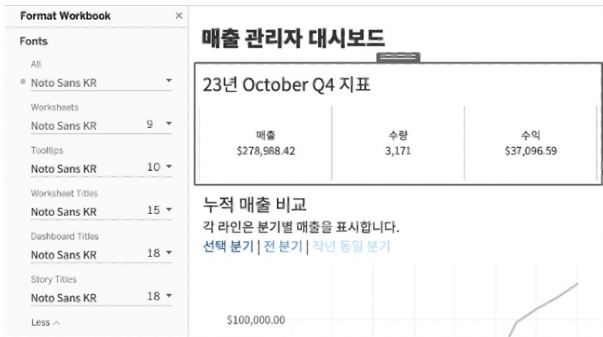 Format Workbook ×
Fonts
All
Noto Sans KR
Worksheets
Noto Sans KR 9
Tooltips
Noto Sans KR 10
Worksheet Titles
Noto Sans KR 15
Dashboard Titles
Noto Sans KR 18
Story Titles
Noto Sans KR 18
Less
매출 관리자 대시보드
23년 October Q4 지표
매출 수량 수익
$278,988.42 3,171 $37,096.59
누적 매출 비교
각 라인은 분기별 매출을 표시합니다.
선택 분기 | 전 분기 | 작년 동일 분기
$100,000.00